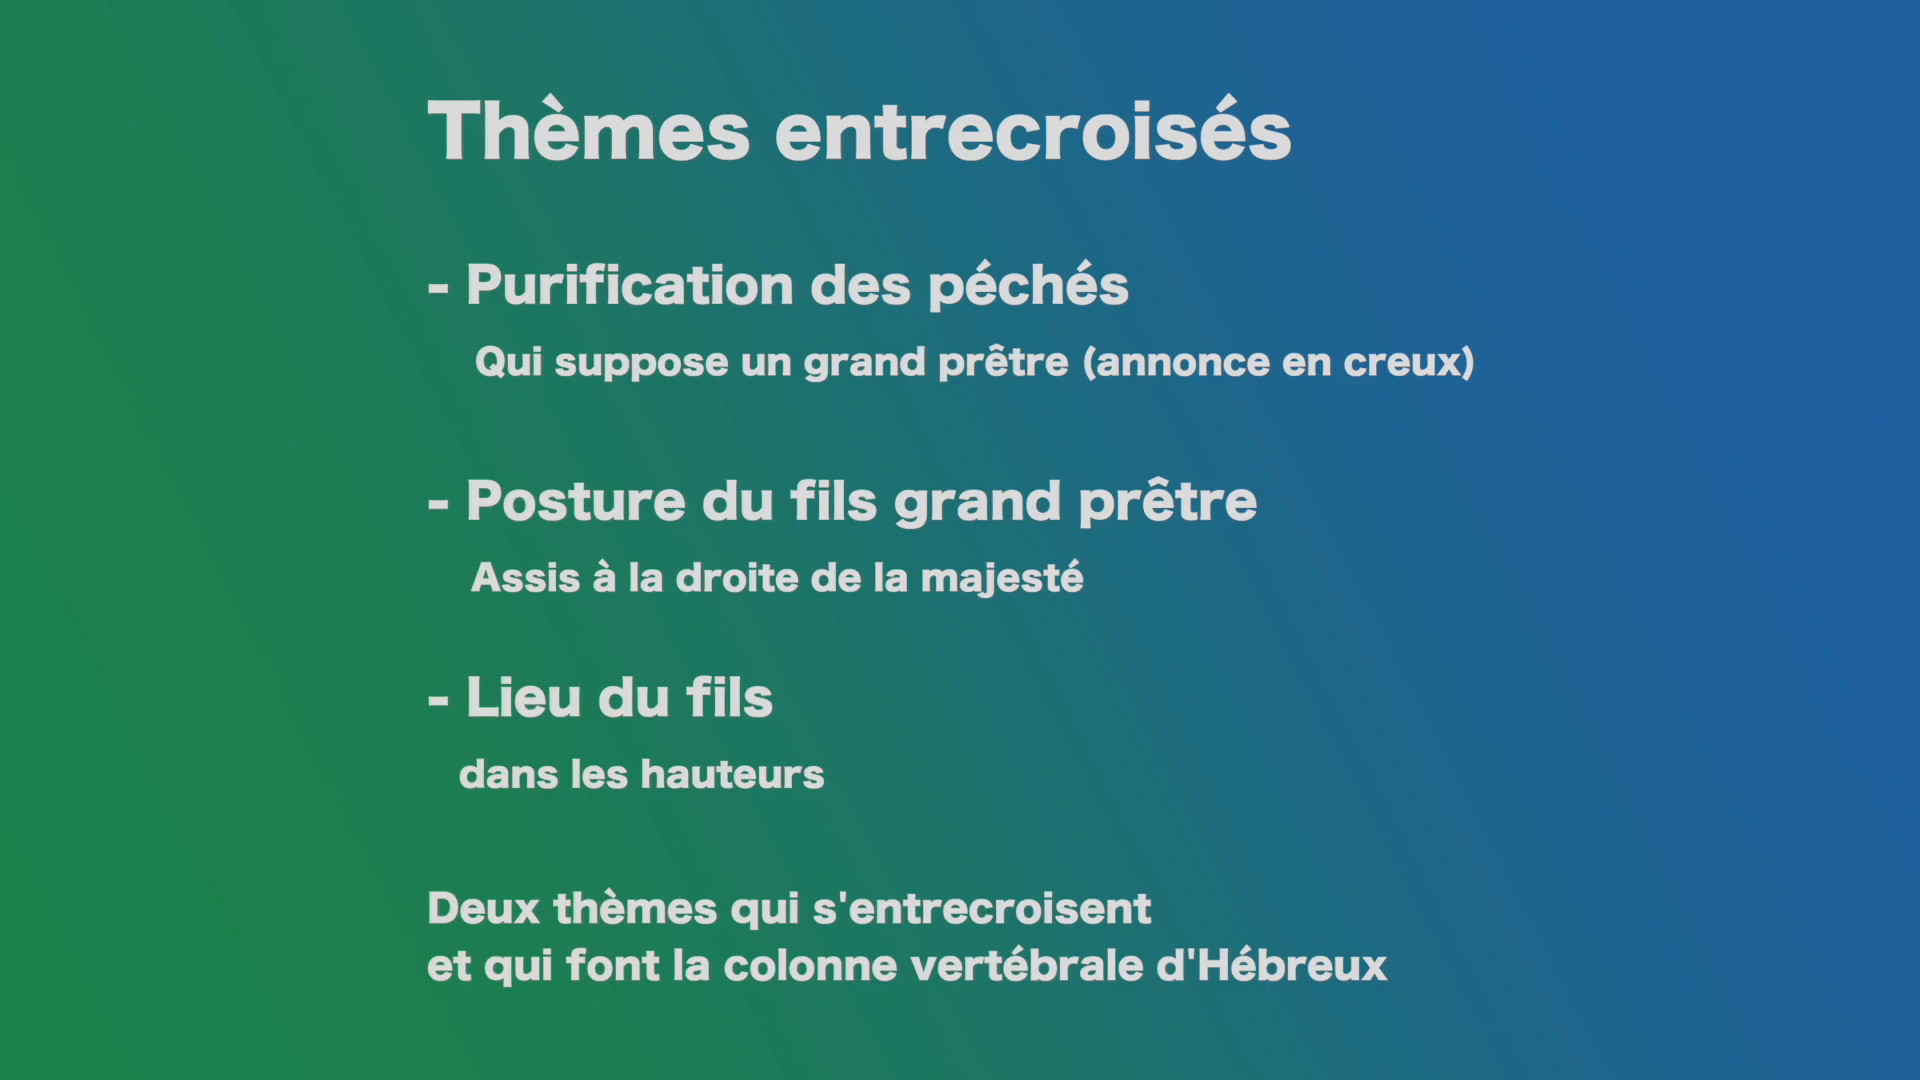 Thèmes entrecroisés
- Purification des péchés
Qui suppose un grand prêtre (annonce en creux)
- Posture du fils grand prêtre
Assis à la droite de la majesté
- Lieu du fils
dans les hauteurs
Deux thèmes qui s'entrecroisent
et qui font la colonne vertébrale d'Hébreux